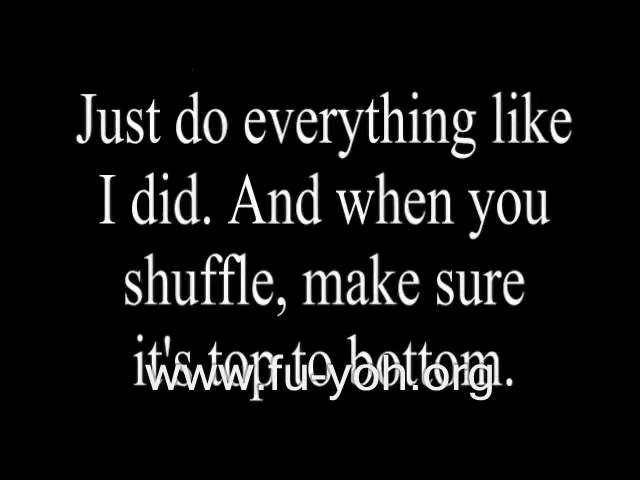 Just do everything like
I did. And when you
shuffle, make sure
it's top to bottom.
www.fu-yoh.org